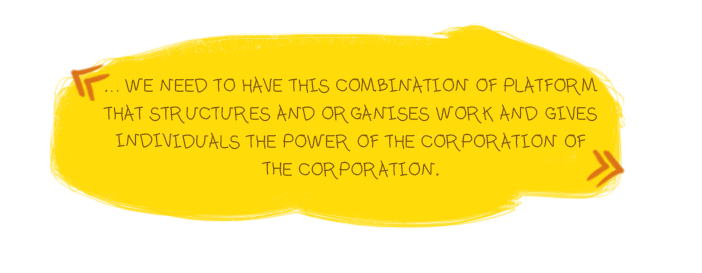 « ... WE NEED TO HAVE THIS COMBINATION OF PLATFORM
THAT STRUCTURES AND ORGANISES WORK AND GIVES
INDIVIDUALS THE POWER OF THE CORPORATION OF
THE CORPORATION. »